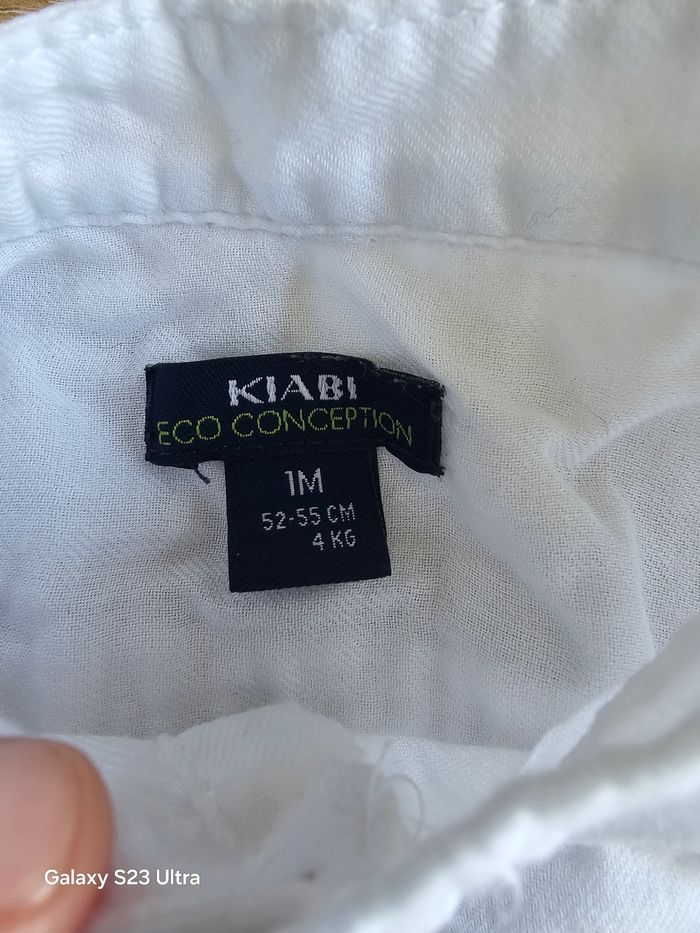 KIABI
ECO CONCEPTION
1M
52-55 CM
4 KG
Galaxy S23 Ultra